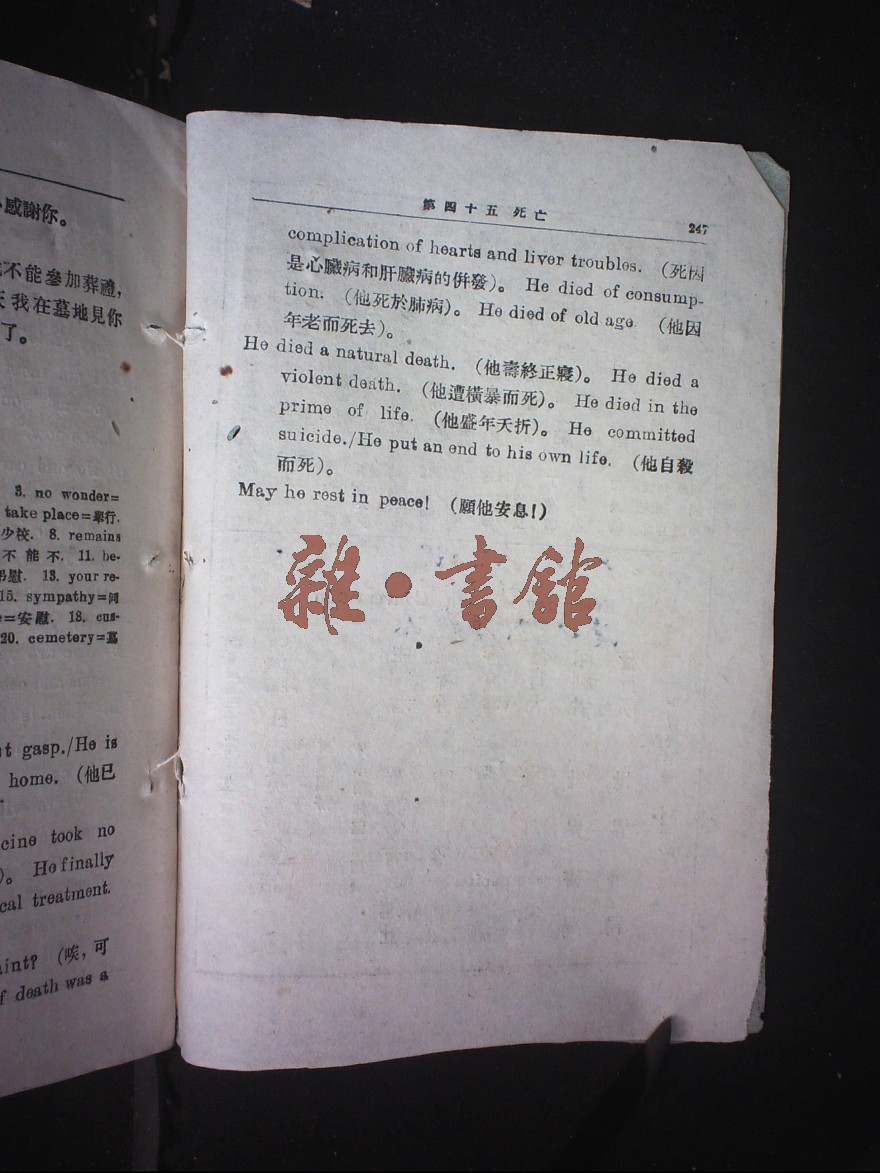 感謝你。
不能參加葬禮，
天我在墓地見你
了。
3. no wonder=
take place=舉行.
少校. 8. remains
不能不. 11. be-
弔慰. 13. your re-
15. sympathy=同
e=安慰. 18. cus-
20. cemetery=墓
t gasp./He is
home. (他已
cine took no
)。 He finally
cal treatment.
aint? (唉，可
f death was a
第四十五 死亡 247
complication of hearts and liver troubles. (死因
是心臟病和肝臟病的併發)。 He died of consump-
tion. (他死於肺病)。 He died of old age (他因
年老而死去)。
He died a natural death. (他壽終正寢)。 He died a
violent death. (他遭橫暴而死)。 He died in the
prime of life. (他盛年夭折)。 He committed
suicide./He put an end to his own life. (他自殺
而死)。
May he rest in peace! (願他安息!)
雜·書館